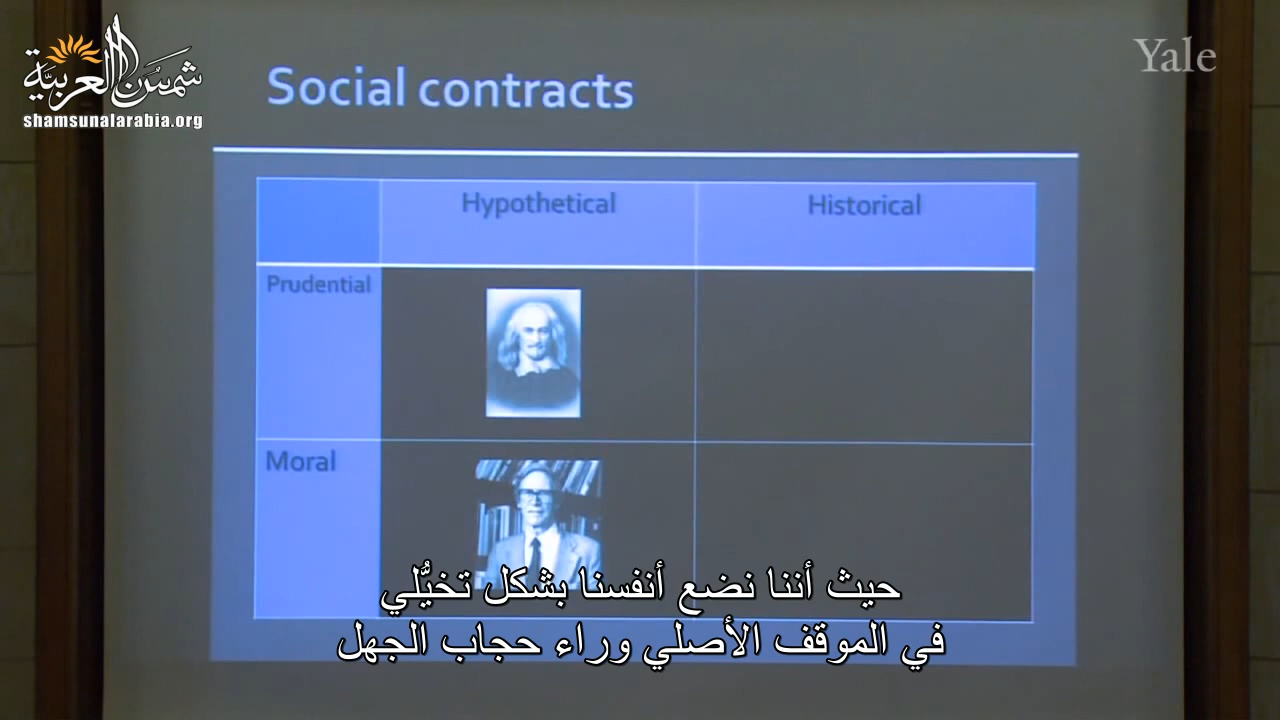 شمس العربية
shamsunalarabia.org
Yale
Social contracts
Hypothetical
Historical
Prudential
Moral
حيث أننا نضع أنفسنا بشكل تخيُّلي
في الموقف الأصلي وراء حجاب الجهل